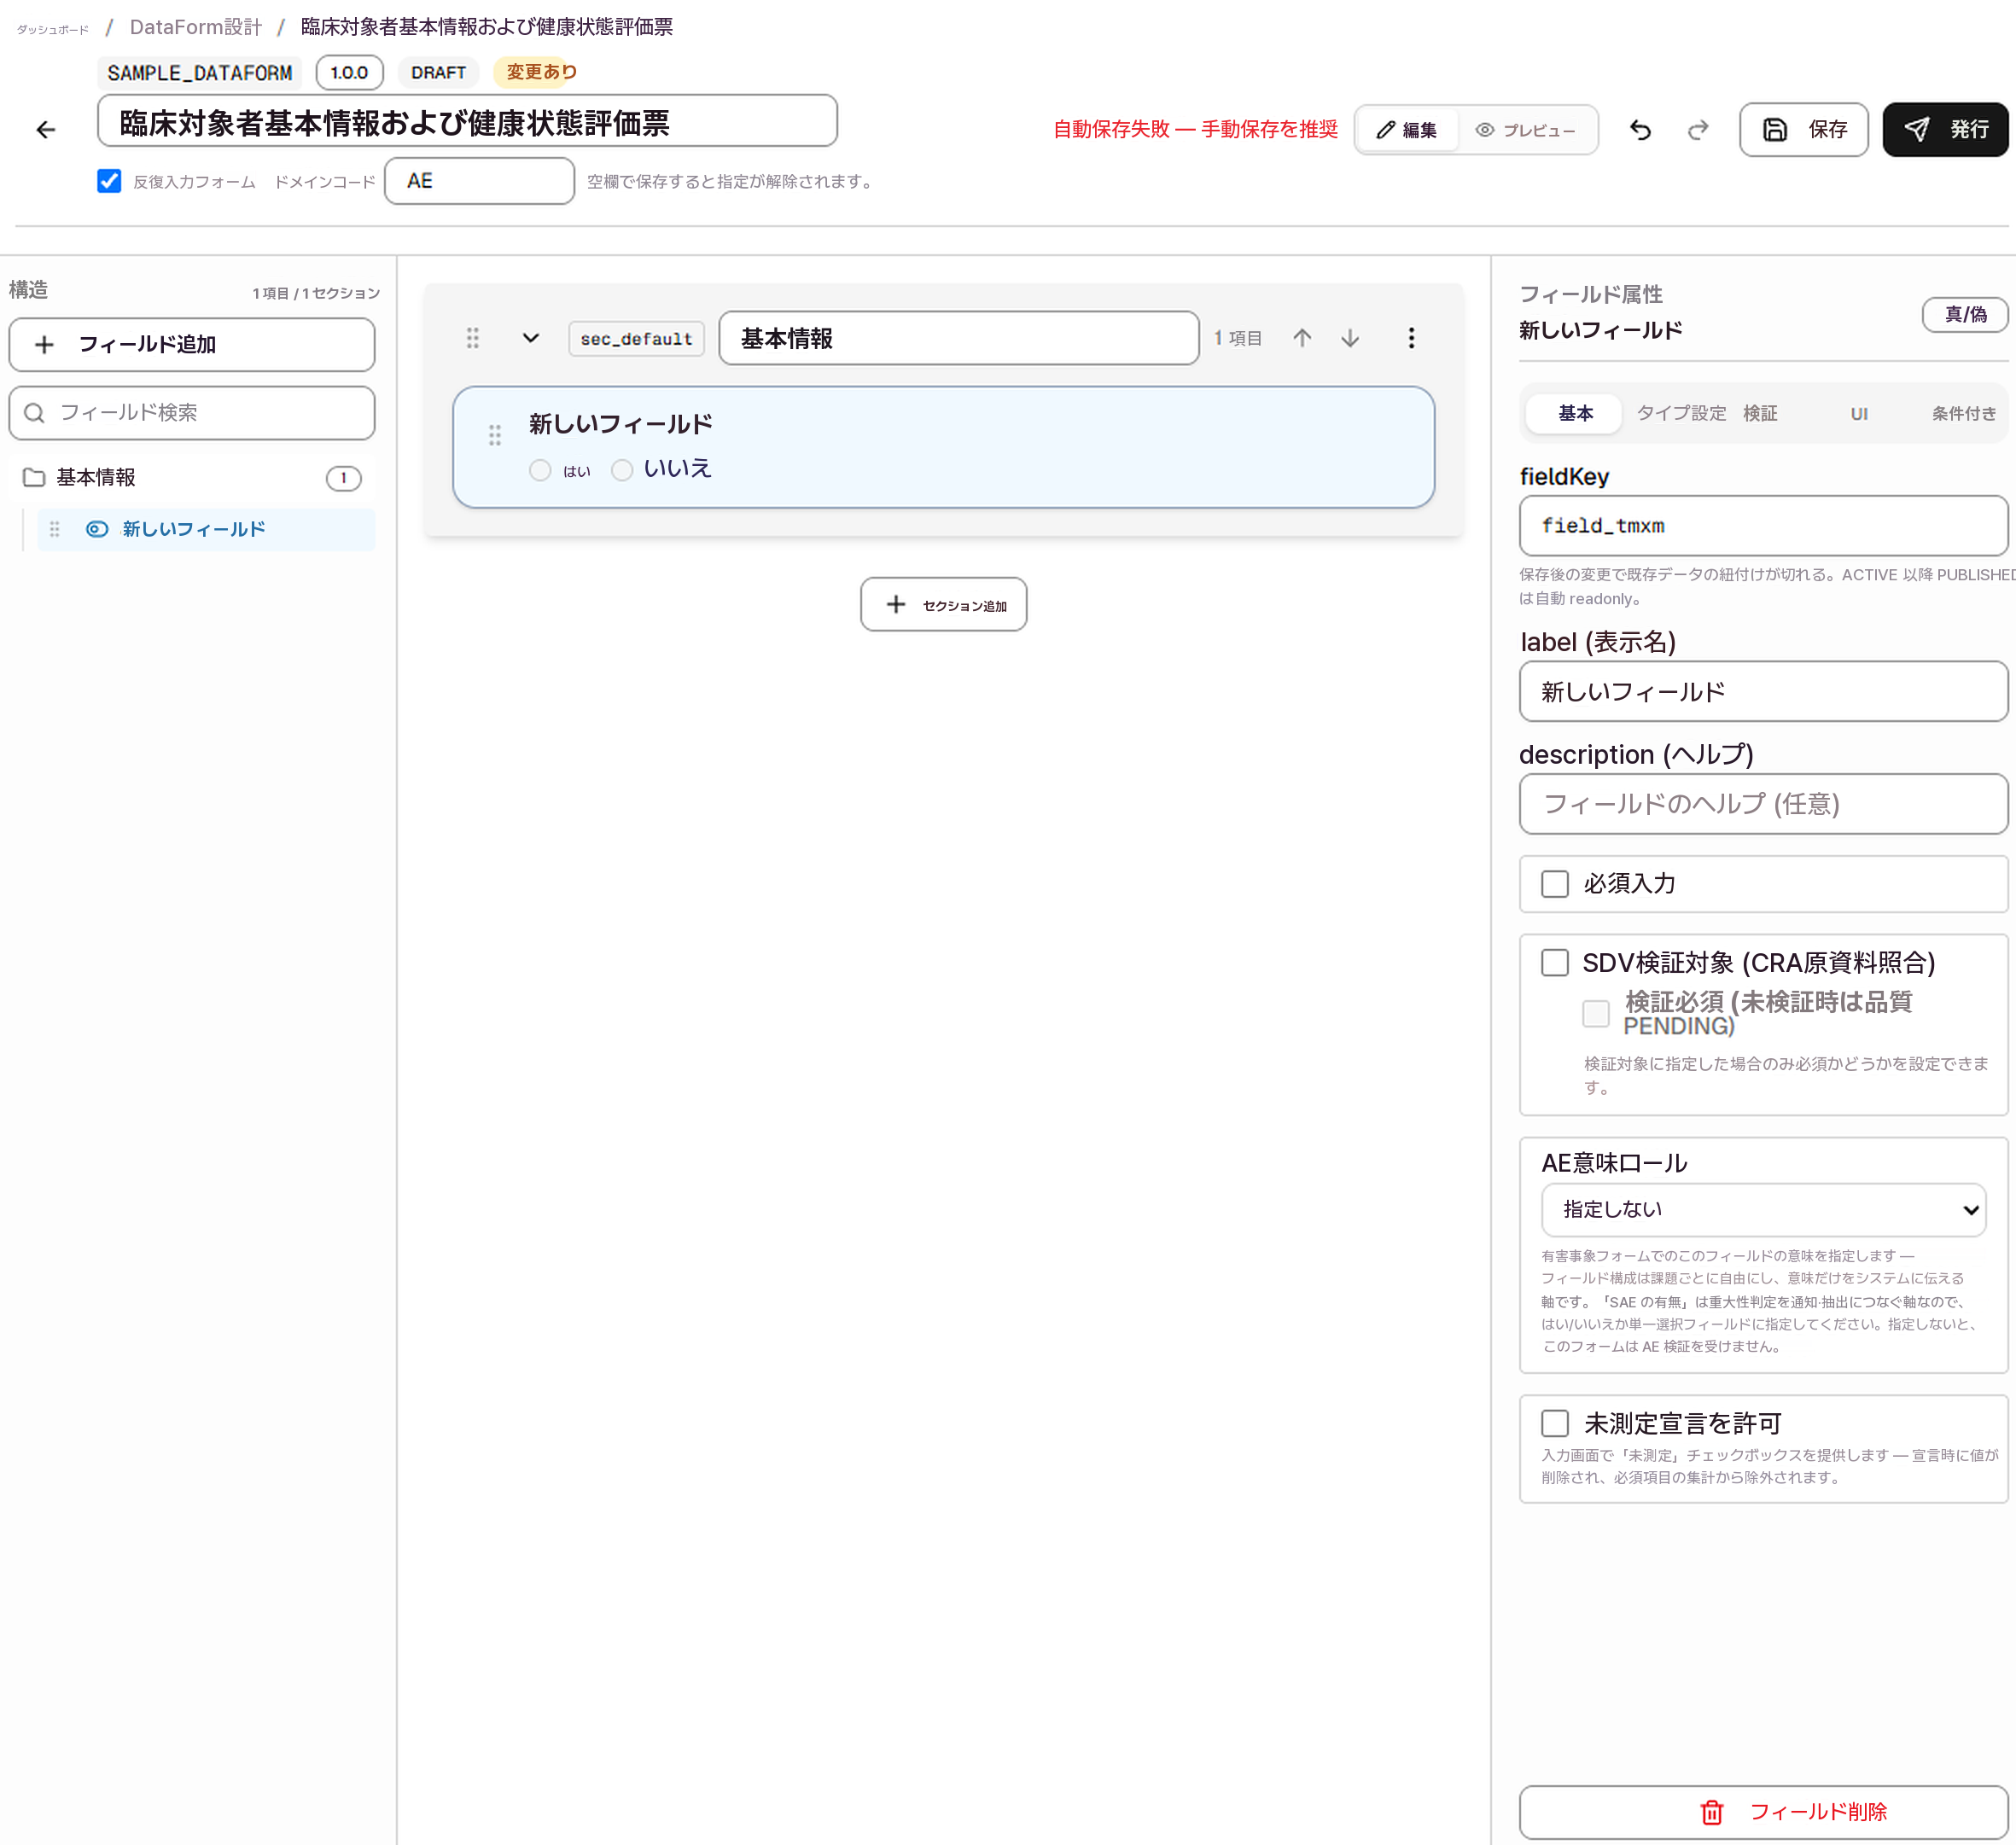 ダッシュボード / DataForm設計 / 臨床対象者基本情報および健康状態評価票
SAMPLE_DATAFORM 1.0.0 DRAFT 変更あり
臨床対象者基本情報および健康状態評価票
自動保存失敗 — 手動保存を推奨 編集 プレビュー 保存 発行
反復入力フォーム ドメインコード AE 空欄で保存すると指定が解除されます。
構造 1項目 / 1セクション
フィールド追加
フィールド検索
基本情報 1
新しいフィールド
sec_default 基本情報 1 項目
新しいフィールド
はい いいえ
セクション追加
フィールド属性
新しいフィールド 真/偽
基本 タイプ設定 検証 UI 条件付き
fieldKey
field_tmxm
保存後の変更で既存データの紐付けが切れる。ACTIVE 以降 PUBLISHED
は自動 readonly。
label (表示名)
新しいフィールド
description (ヘルプ)
フィールドのヘルプ (任意)
必須入力
SDV検証対象 (CRA原資料照合)
検証必須 (未検証時は品質
PENDING)
検証対象に指定した場合のみ必須かどうかを設定できま
す。
AE意味ロール
指定しない
有害事象フォームでのこのフィールドの意味を指定します —
フィールド構成は課題ごとに自由にし、意味だけをシステムに伝える
軸です。「SAE の有無」は重大性判定を通知·抽出につなぐ軸なので、
はい/いいえか単一選択フィールドに指定してください。指定しないと、
このフォームは AE 検証を受けません。
未測定宣言を許可
入力画面で「未測定」チェックボックスを提供します — 宣言時に値が
削除され、必須項目の集計から除外されます。
フィールド削除